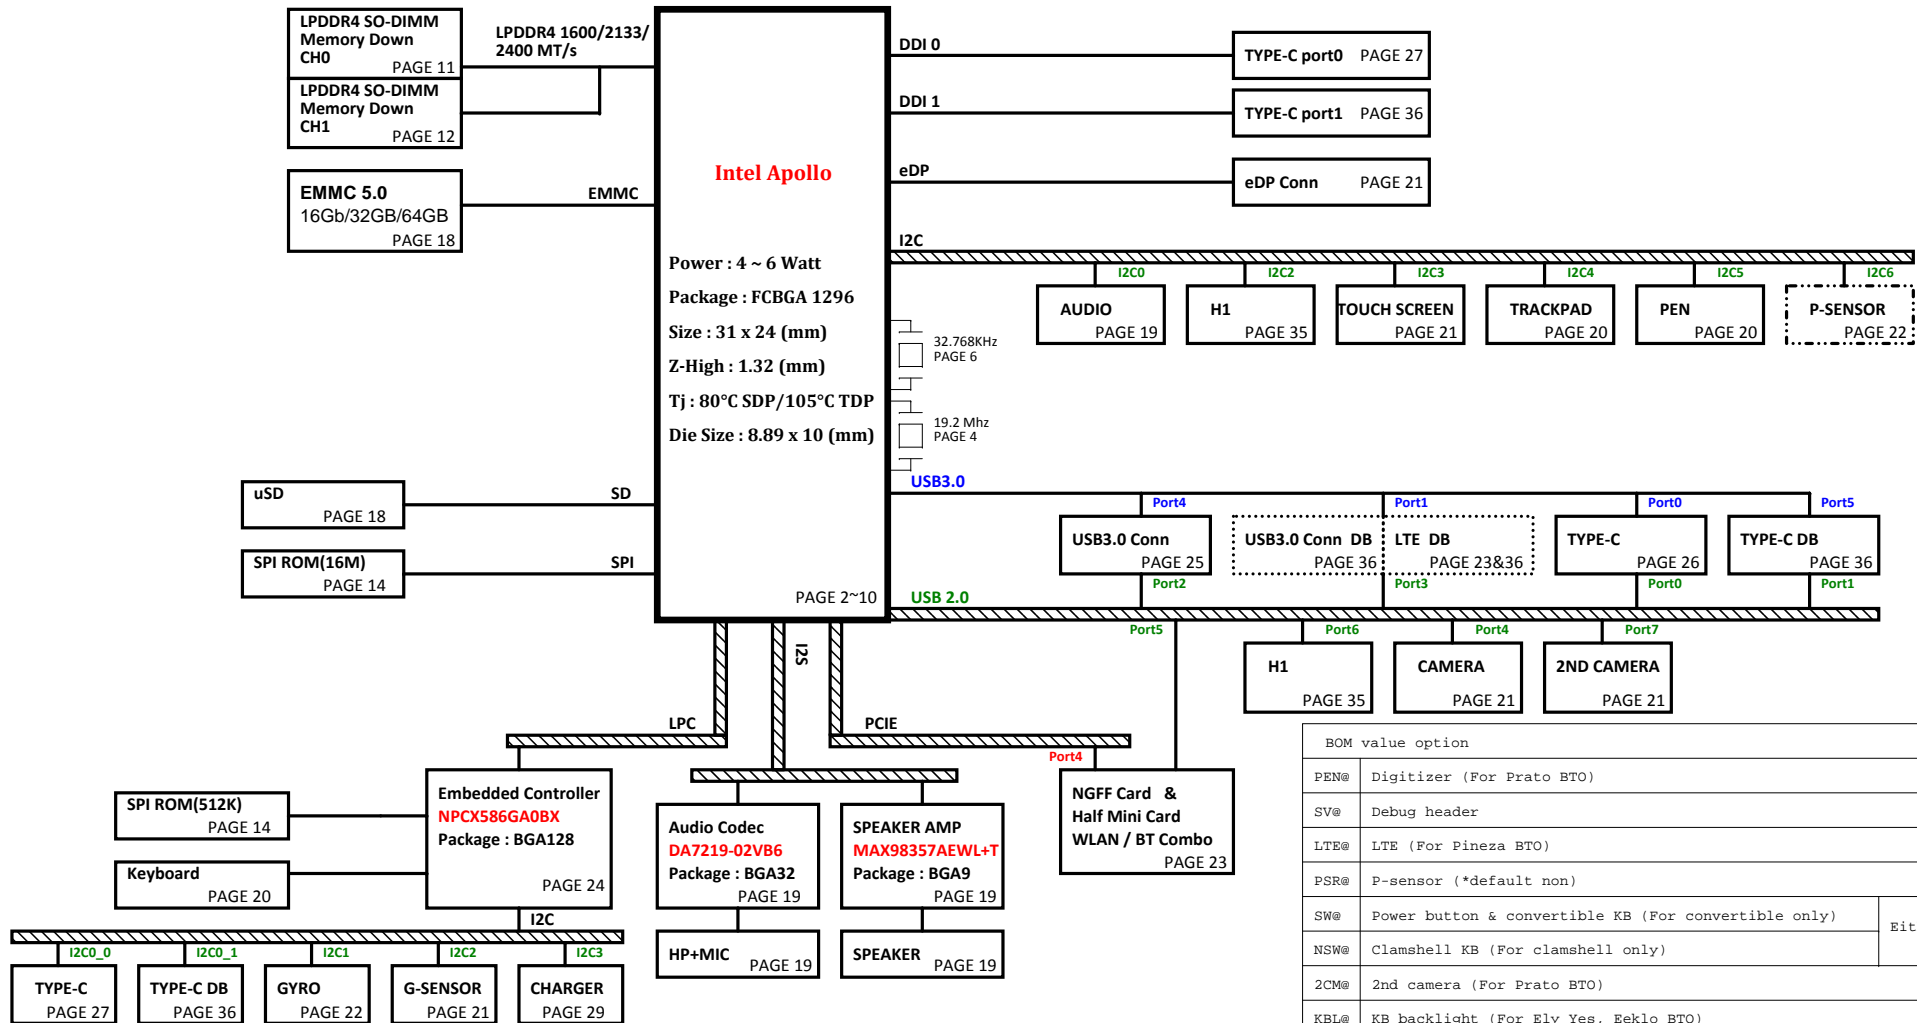 LPDDR4 SO-DIMM
Memory Down
CH0
PAGE 11
LPDDR4 SO-DIMM
Memory Down
CH1
PAGE 12
LPDDR4 1600/2133/
2400 MT/s
EMMC 5.0
16Gb/32GB/64GB
PAGE 18
EMMC
uSD
PAGE 18
SD
SPI ROM(16M)
PAGE 14
SPI
Intel Apollo
Power : 4 ~ 6 Watt
Package : FCBGA 1296
Size : 31 x 24 (mm)
Z-High : 1.32 (mm)
Tj : 80°C SDP/105°C TDP
Die Size : 8.89 x 10 (mm)
PAGE 2~10
DDI 0
TYPE-C port0 PAGE 27
DDI 1
TYPE-C port1 PAGE 36
eDP
eDP Conn PAGE 21
I2C
I2C0
I2C2
I2C3
I2C4
I2C5
I2C6
AUDIO
PAGE 19
H1
PAGE 35
TOUCH SCREEN
PAGE 21
TRACKPAD
PAGE 20
PEN
PAGE 20
P-SENSOR
PAGE 22
32.768KHz
PAGE 6
19.2 Mhz
PAGE 4
USB3.0
Port4
Port1
Port0
Port5
USB3.0 Conn
PAGE 25
USB3.0 Conn DB
PAGE 36
LTE DB
PAGE 23&36
TYPE-C
PAGE 26
TYPE-C DB
PAGE 36
Port2
Port3
Port0
Port1
USB 2.0
Port5
Port6
Port4
Port7
H1
PAGE 35
CAMERA
PAGE 21
2ND CAMERA
PAGE 21
LPC
I2S
PCIE
Port4
SPI ROM(512K)
PAGE 14
Keyboard
PAGE 20
Embedded Controller
NPCX586GA0BX
Package : BGA128
PAGE 24
I2C
Audio Codec
DA7219-02VB6
Package : BGA32
PAGE 19
SPEAKER AMP
MAX98357AEWL+T
Package : BGA9
PAGE 19
NGFF Card &
Half Mini Card
WLAN / BT Combo
PAGE 23
HP+MIC
PAGE 19
SPEAKER
PAGE 19
I2C0_0
I2C0_1
I2C1
I2C2
I2C3
TYPE-C
PAGE 27
TYPE-C DB
PAGE 36
GYRO
PAGE 22
G-SENSOR
PAGE 21
CHARGER
PAGE 29
BOM value option
PEN@ Digitizer (For Prato BTO)
SV@ Debug header
LTE@ LTE (For Pineza BTO)
PSR@ P-sensor (*default non)
SW@ Power button & convertible KB (For convertible only)
Eit
NSW@ Clamshell KB (For clamshell only)
2CM@ 2nd camera (For Prato BTO)
KBL@ KB backlight (For Ely Yes, Eeklo BTO)